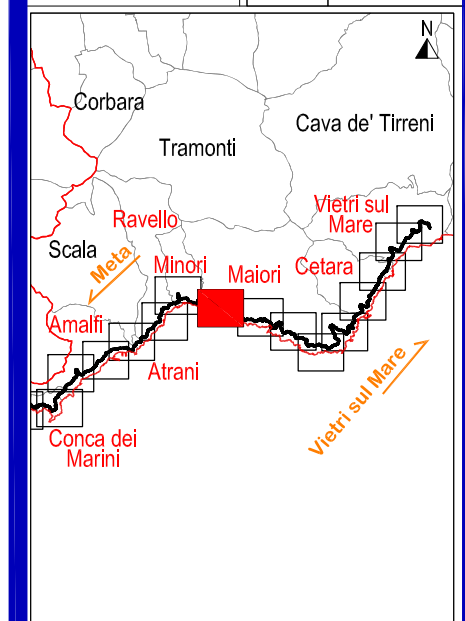 N
Corbara
Cava de' Tirreni
Tramonti
Vietri sul
Mare
Ravello
Scala
Meta
Minori
Maiori
Cetara
Amalfi
Atrani
Vietri sul Mare
Conca dei
Marini